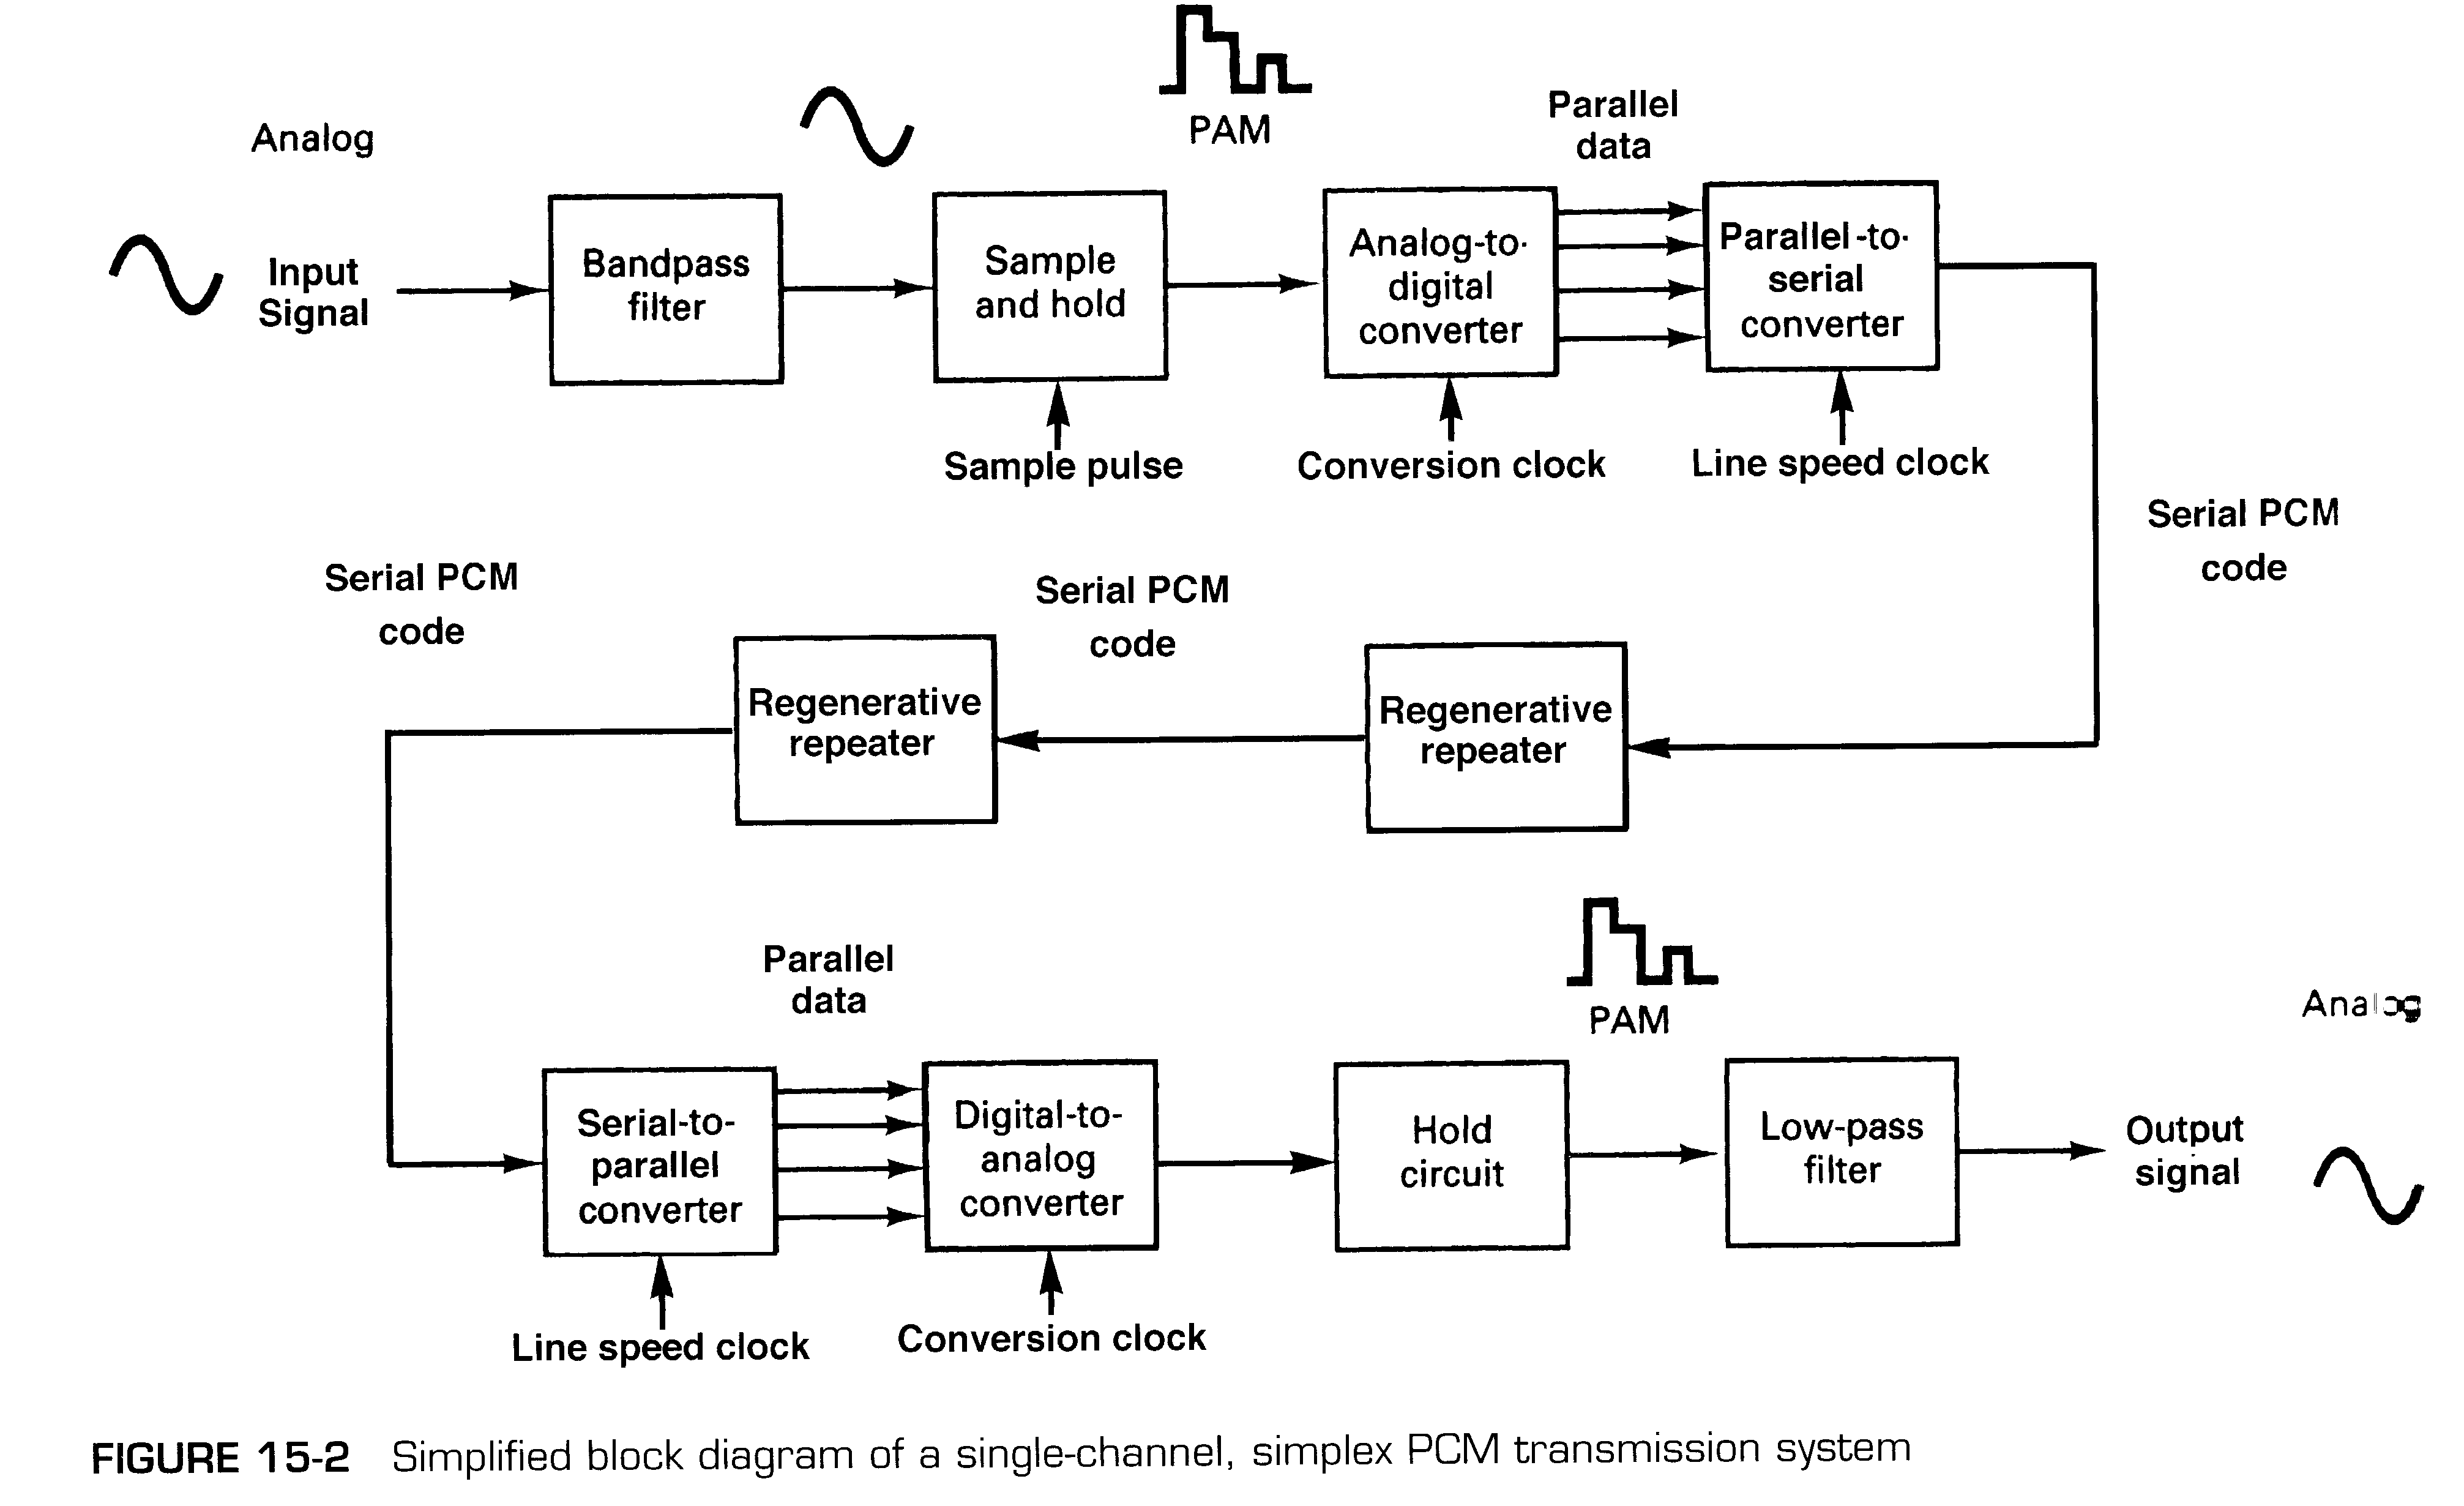 PAM
Parallel
data
Analog
Input
Signal
Bandpass
filter
Sample
and hold
Analog-to-
digital
converter
Parallel-to-
serial
converter
Sample pulse
Conversion clock
Line speed clock
Serial PCM
code
Serial PCM
code
Serial PCM
code
Regenerative
repeater
Regenerative
repeater
Parallel
data
PAM
Analog
Serial-to-
parallel
converter
Digital-to-
analog
converter
Hold
circuit
Low-pass
filter
Output
signal
Line speed clock
Conversion clock
FIGURE 15-2 Simplified block diagram of a single-channel, simplex PCM transmission system